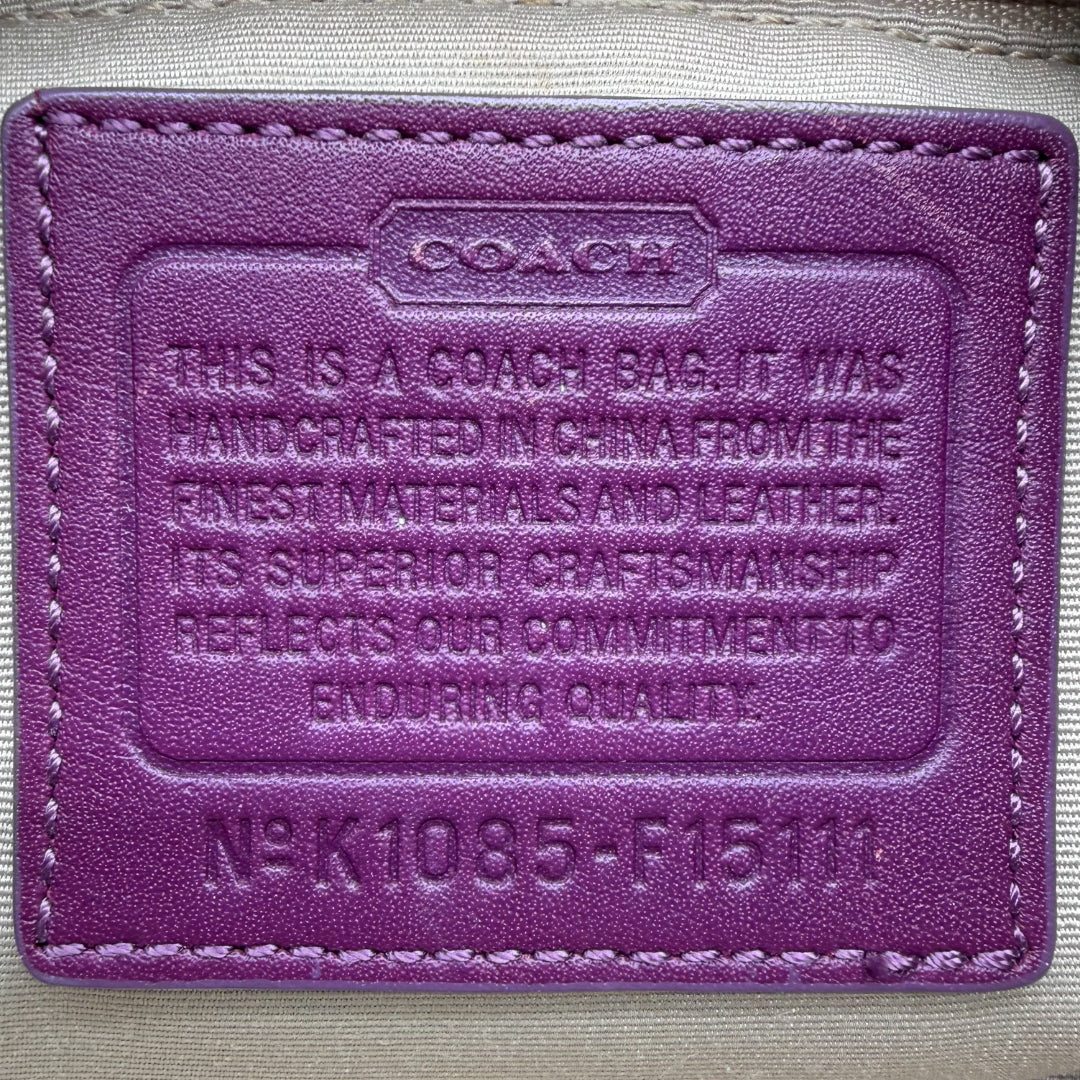 COACH
THIS IS A COACH BAG. IT WAS
HANDCRAFTED IN CHINA FROM THE
FINEST MATERIALS AND LEATHER.
ITS SUPERIOR CRAFTSMANSHIP
REFLECTS OUR COMMITMENT TO
ENDURING QUALITY.
Nº K1085-F15111